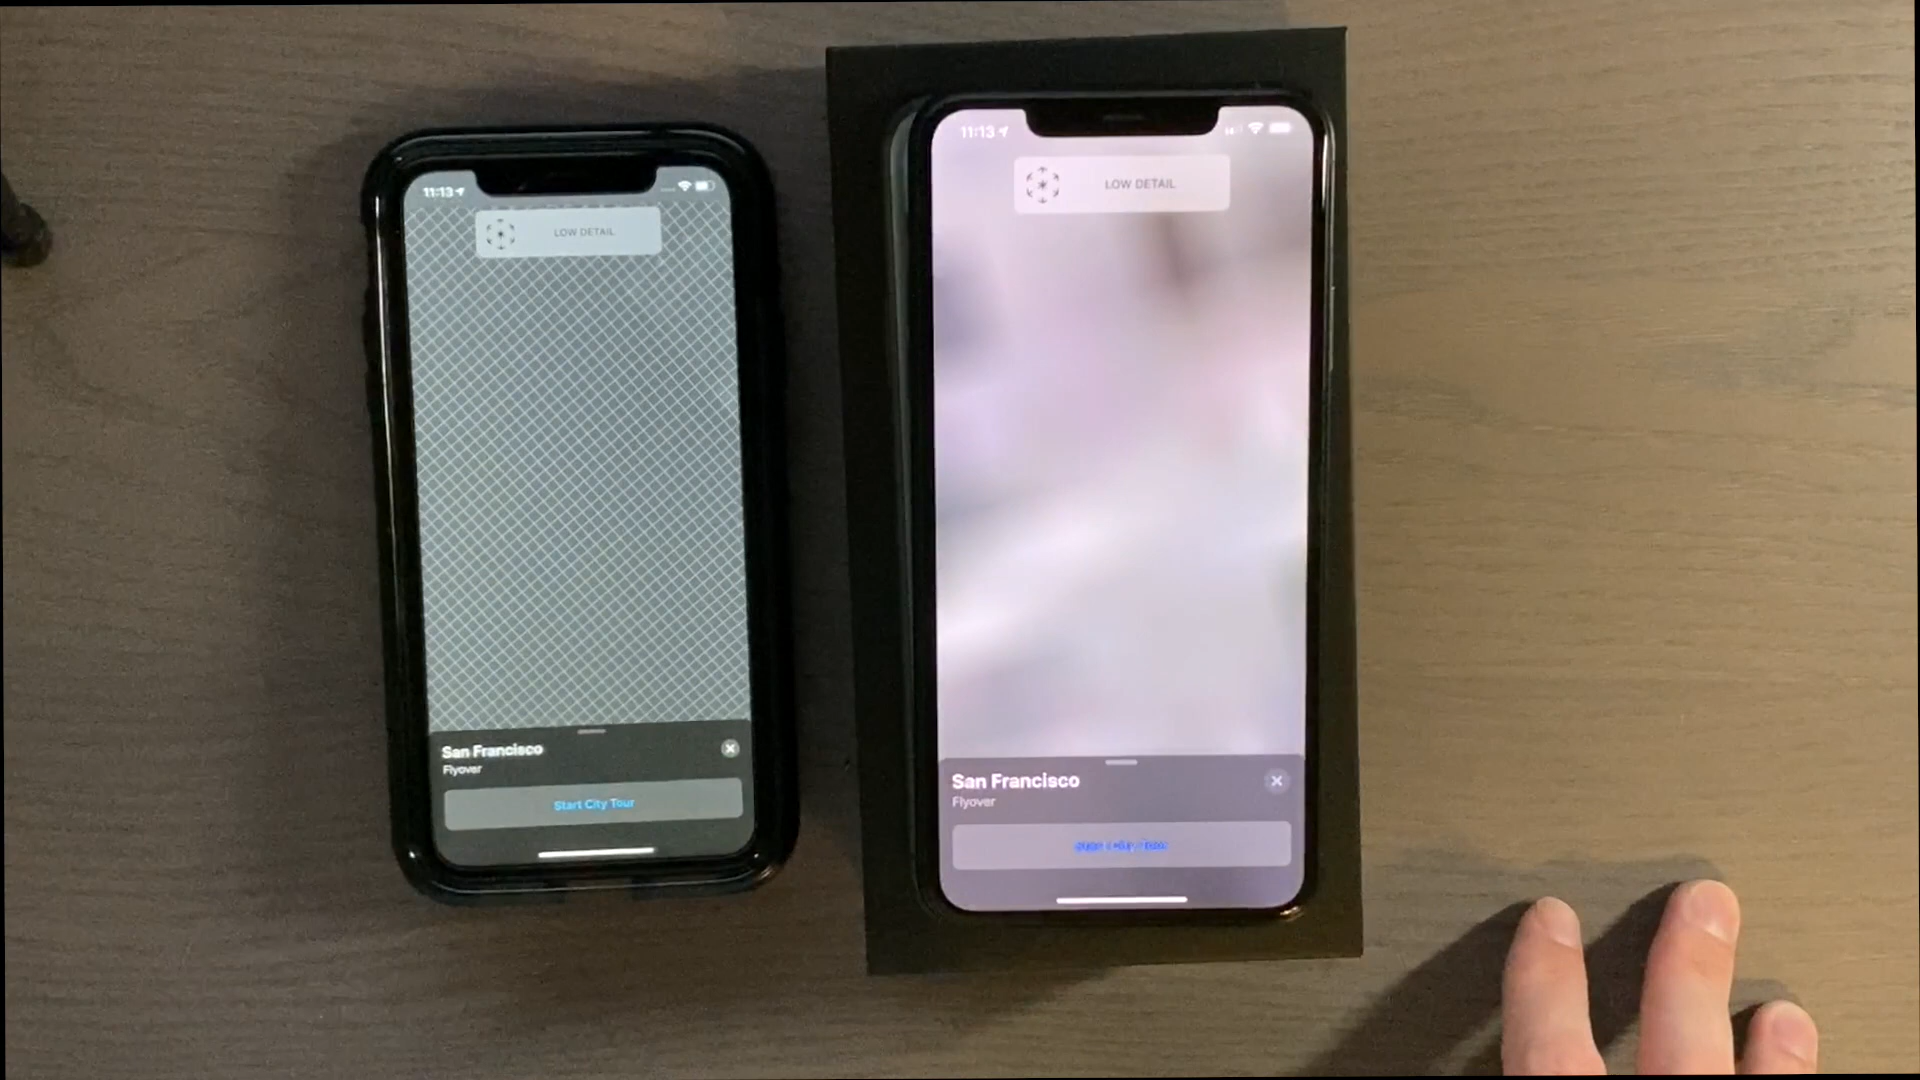 11:13
LOW DETAIL
San Francisco
Flyover
Start City Tour
11:13
LOW DETAIL
San Francisco
Flyover